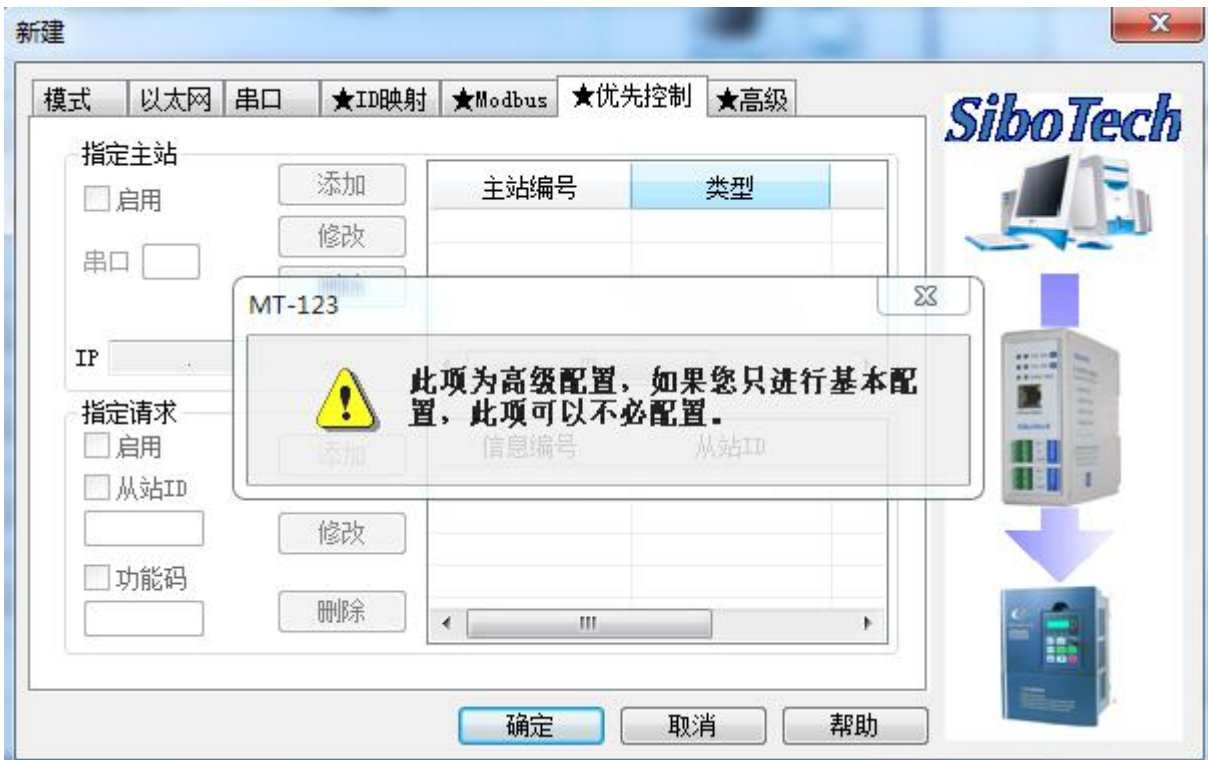 新建
模式 以太网 串口 ★ID映射 ★Modbus ★优先控制 ★高级
SiboTech
指定主站
启用
添加
主站编号 类型
修改
串口
删除
MT-123
IP
此项为高级配置，如果您只进行基本配
置，此项可以不必配置。
指定请求
启用
添加
信息编号 从站ID
从站ID
修改
功能码
删除
确定 取消 帮助